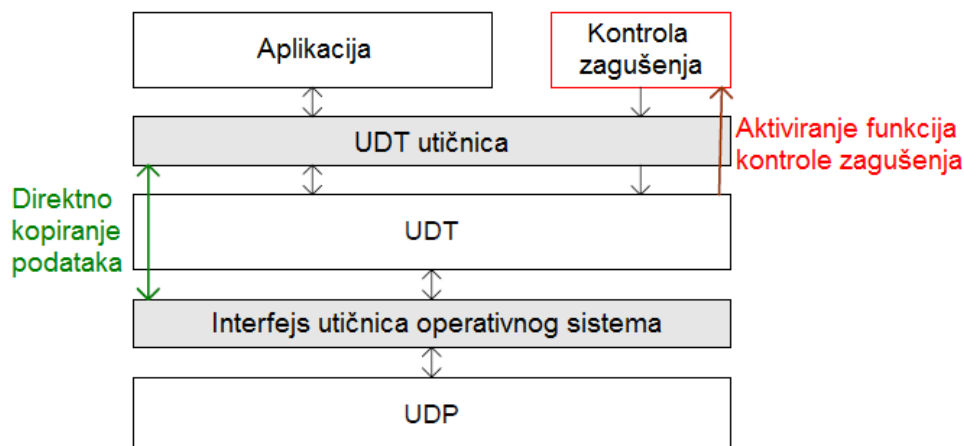 Aplikacija
Kontrola
zagušenja
UDT utičnica
Aktiviranje funkcija
kontrole zagušenja
Direktno
kopiranje
podataka
UDT
Interfejs utičnica operativnog sistema
UDP